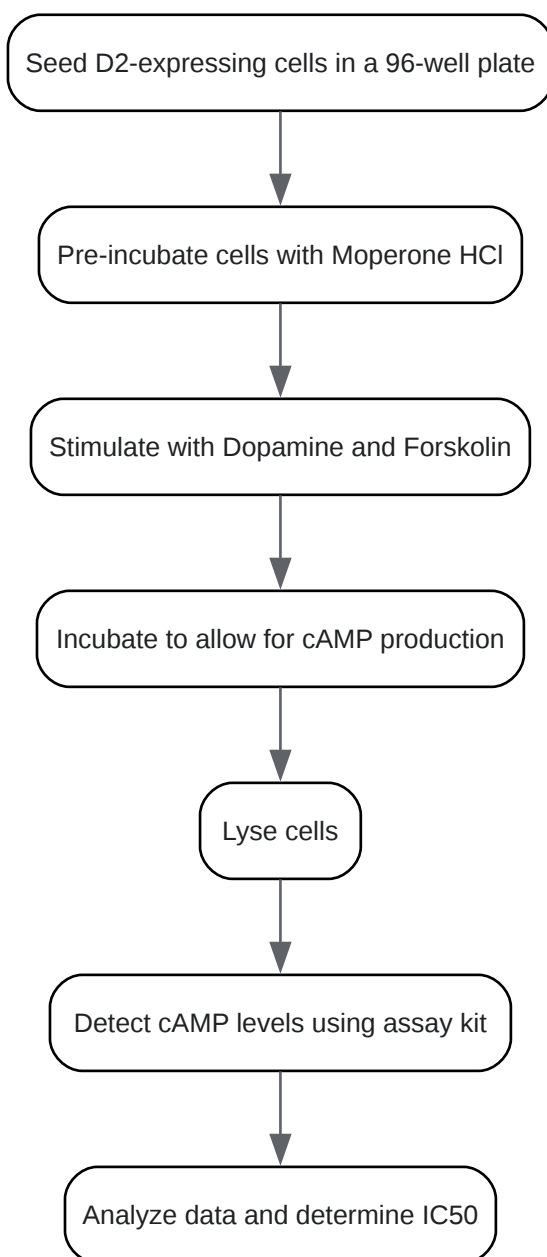 Seed D2-expressing cells in a 96-well plate
Pre-incubate cells with Moperone HCl
Stimulate with Dopamine and Forskolin
Incubate to allow for cAMP production
Lyse cells
Detect cAMP levels using assay kit
Analyze data and determine IC50